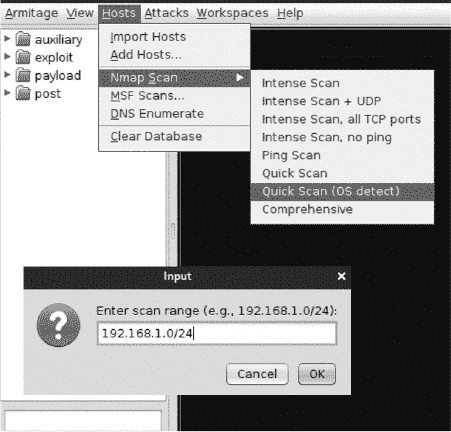 Armitage View Hosts Attacks Workspaces Help
auxiliary
exploit
payload
post
Import Hosts
Add Hosts...
Nmap Scan
MSF Scans...
DNS Enumerate
Clear Database
Intense Scan
Intense Scan + UDP
Intense Scan, all TCP ports
Intense Scan, no ping
Ping Scan
Quick Scan
Quick Scan (OS detect)
Comprehensive
Input
Enter scan range (e.g., 192.168.1.0/24):
192.168.1.0/24
Cancel OK